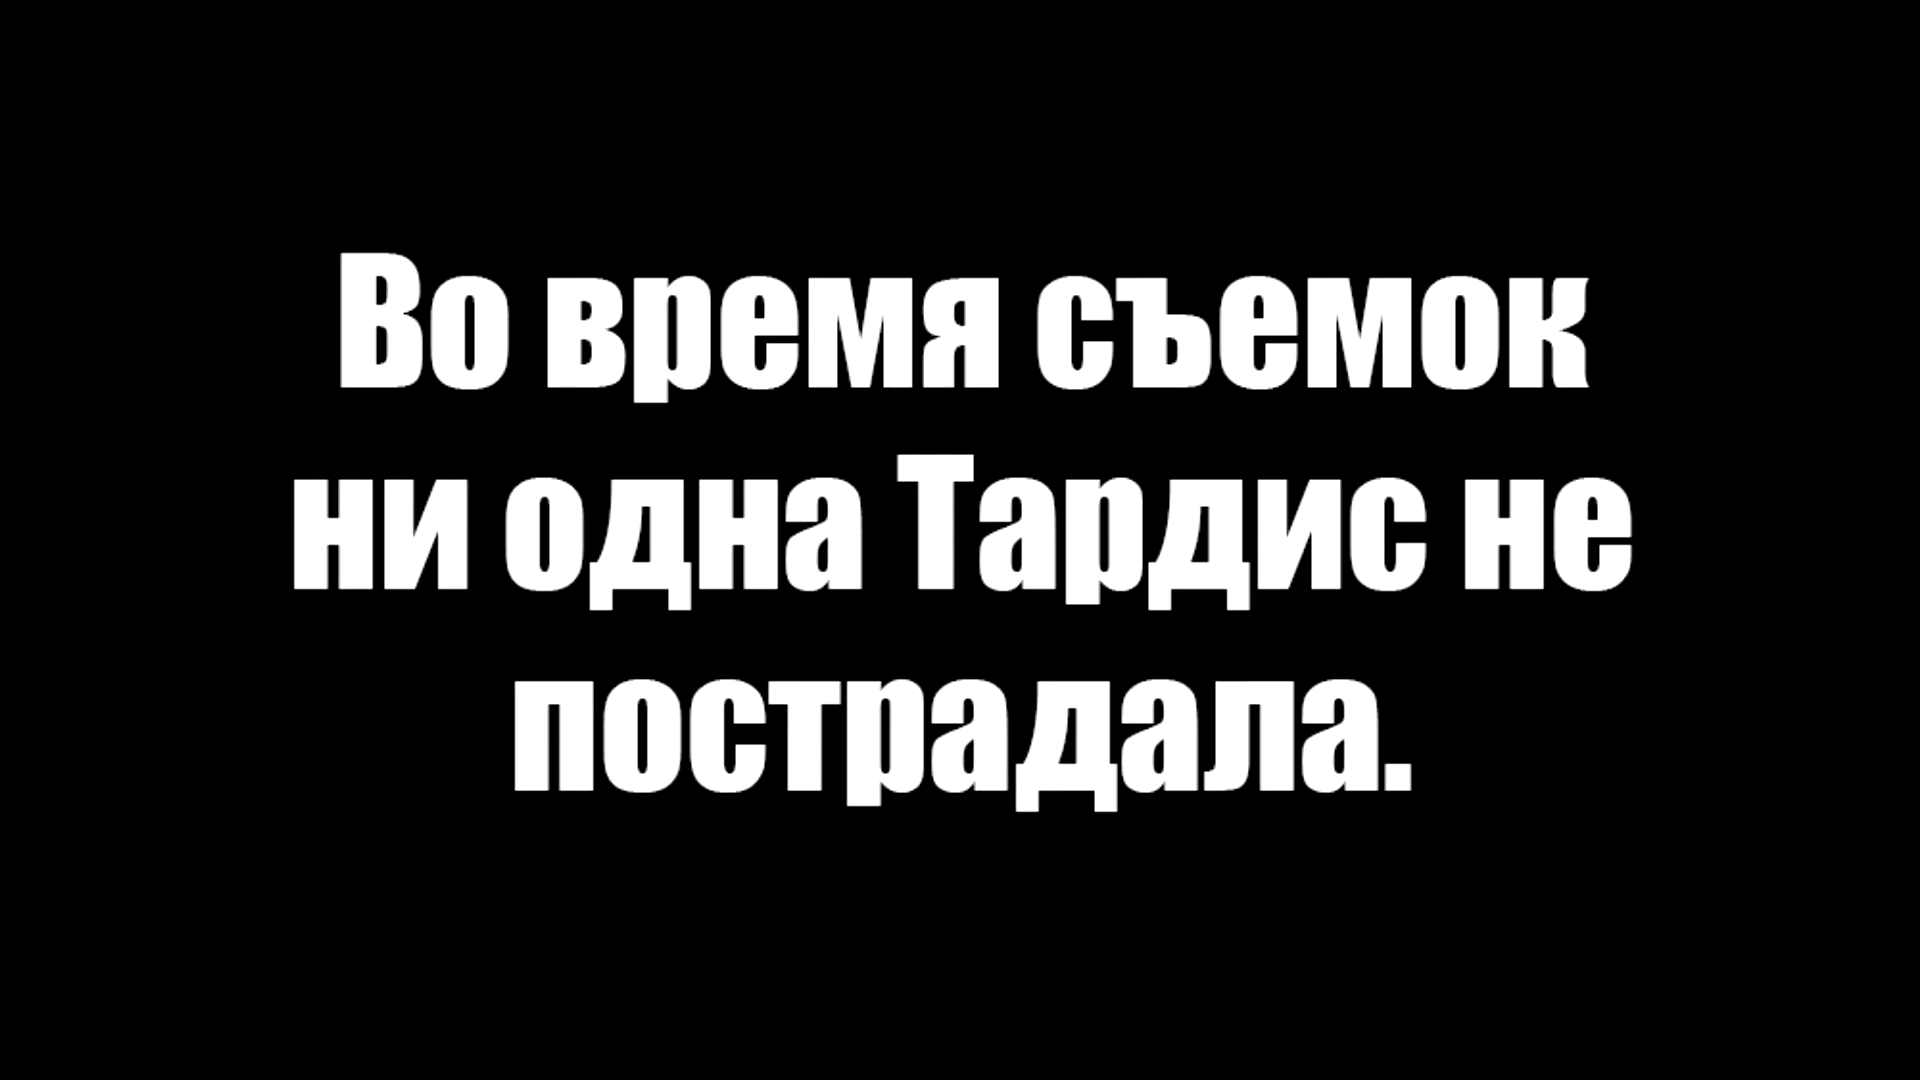 Во время съемок
ни одна Тардис не
пострадала.